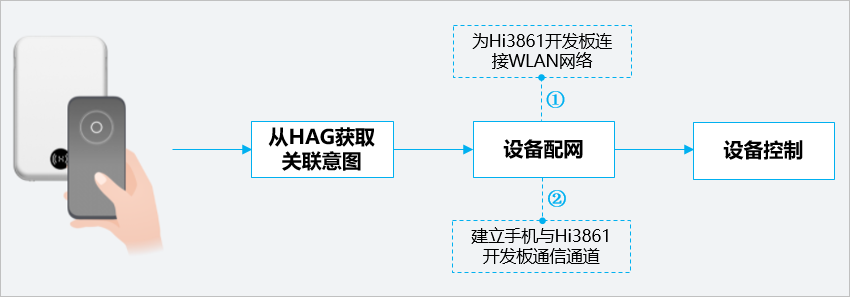 为Hi3861开发板连
接WLAN网络
①
从HAG获取
关联意图
设备配网
设备控制
②
建立手机与Hi3861
开发板通信通道